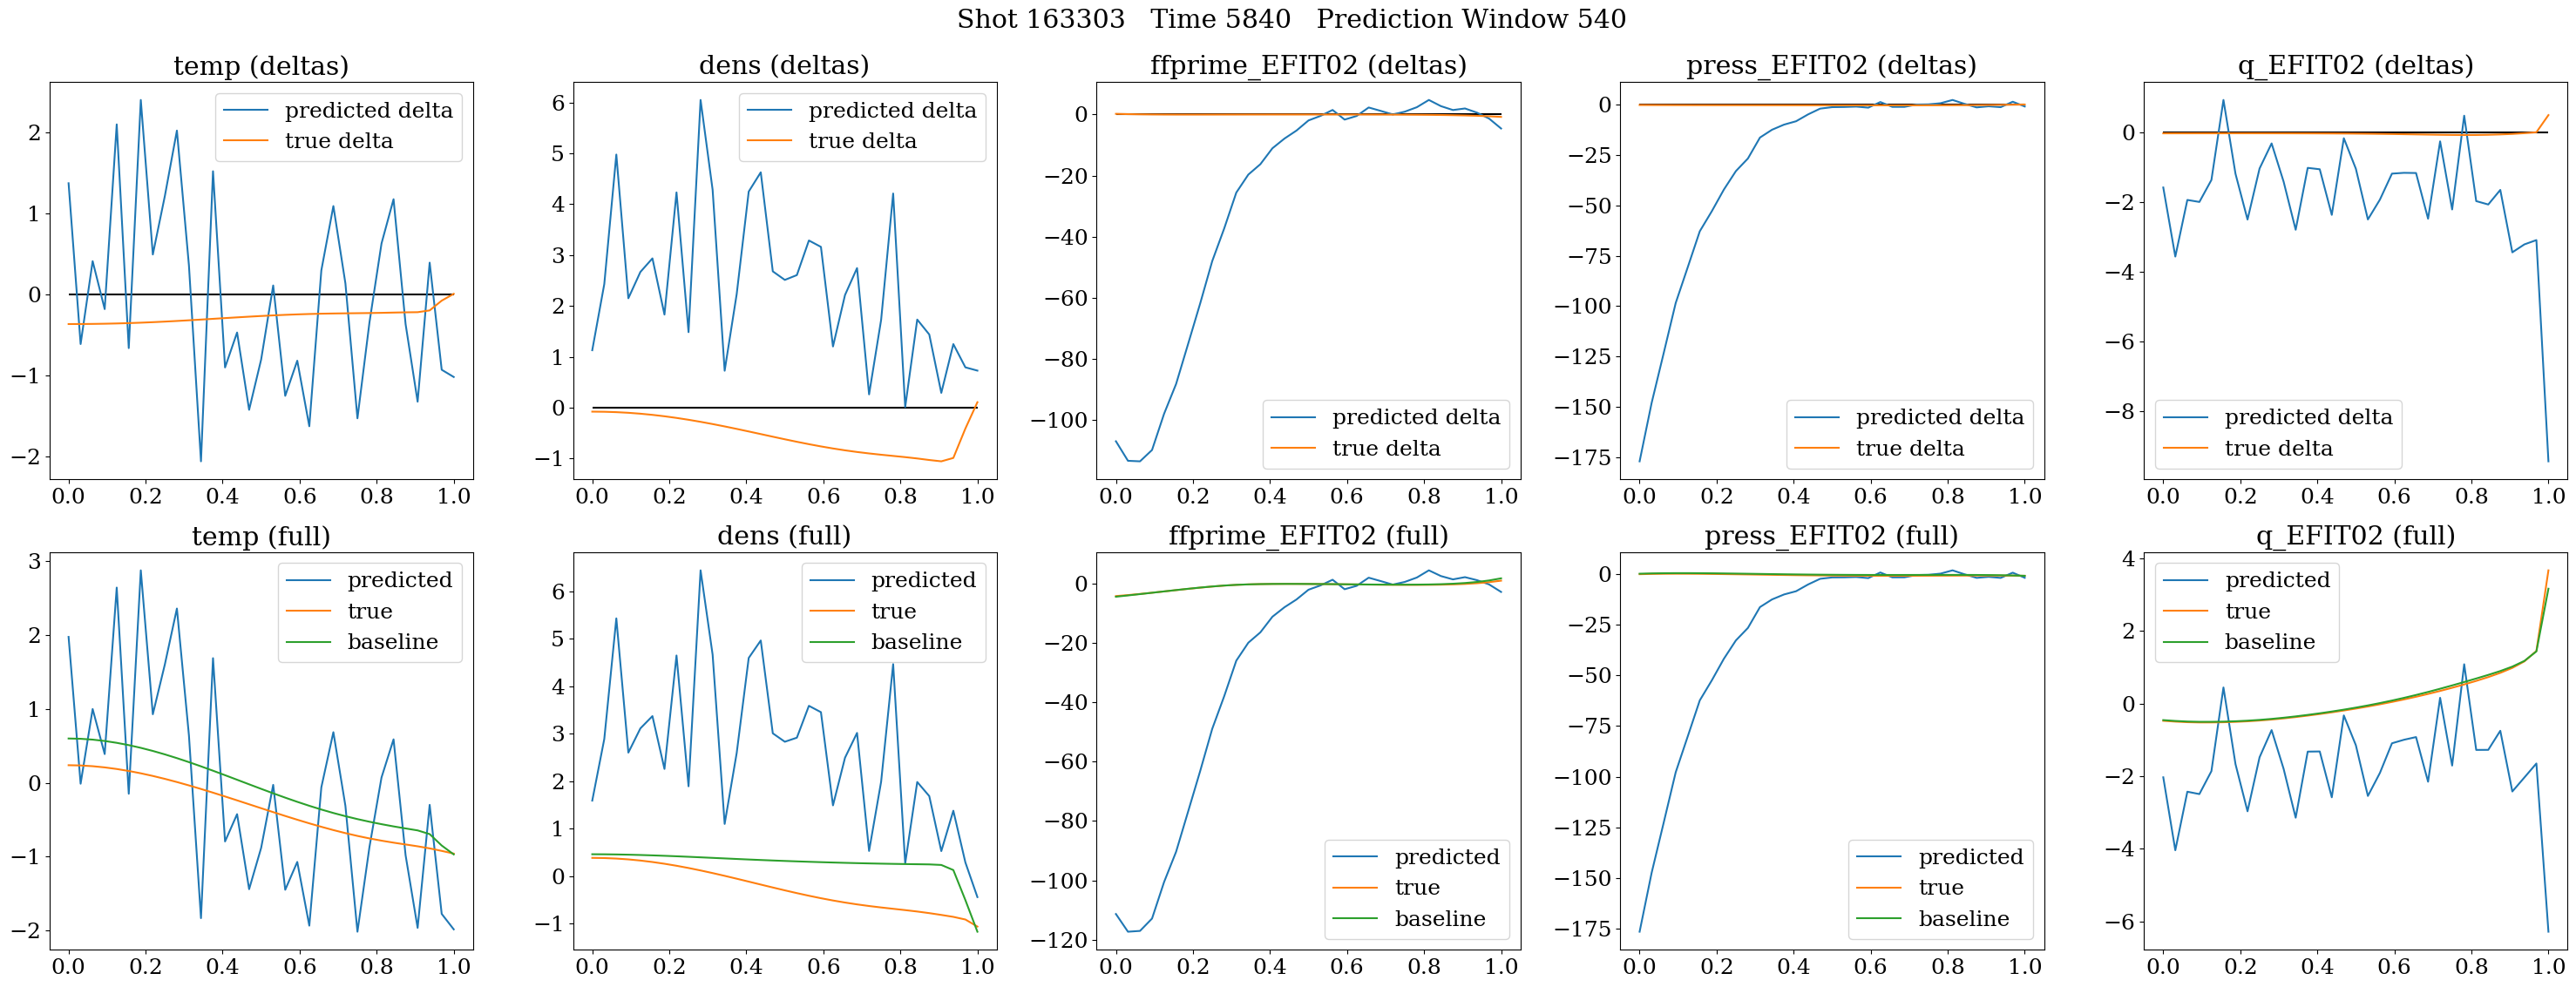 Shot 163303   Time 5840   Prediction Window 540
temp (deltas)
predicted delta
true delta
2
1
0
−1
−2
0.0 0.2 0.4 0.6 0.8 1.0
dens (deltas)
predicted delta
true delta
6
5
4
3
2
1
0
−1
0.0 0.2 0.4 0.6 0.8 1.0
ffprime_EFIT02 (deltas)
0
−20
−40
−60
−80
−100
predicted delta
true delta
0.0 0.2 0.4 0.6 0.8 1.0
press_EFIT02 (deltas)
0
−25
−50
−75
−100
−125
−150
−175
predicted delta
true delta
0.0 0.2 0.4 0.6 0.8 1.0
q_EFIT02 (deltas)
0
−2
−4
−6
−8
predicted delta
true delta
0.0 0.2 0.4 0.6 0.8 1.0
temp (full)
predicted
true
baseline
3
2
1
0
−1
−2
0.0 0.2 0.4 0.6 0.8 1.0
dens (full)
predicted
true
baseline
6
5
4
3
2
1
0
−1
0.0 0.2 0.4 0.6 0.8 1.0
ffprime_EFIT02 (full)
0
−20
−40
−60
−80
−100
−120
predicted
true
baseline
0.0 0.2 0.4 0.6 0.8 1.0
press_EFIT02 (full)
0
−25
−50
−75
−100
−125
−150
−175
predicted
true
baseline
0.0 0.2 0.4 0.6 0.8 1.0
q_EFIT02 (full)
predicted
true
baseline
4
2
0
−2
−4
−6
0.0 0.2 0.4 0.6 0.8 1.0